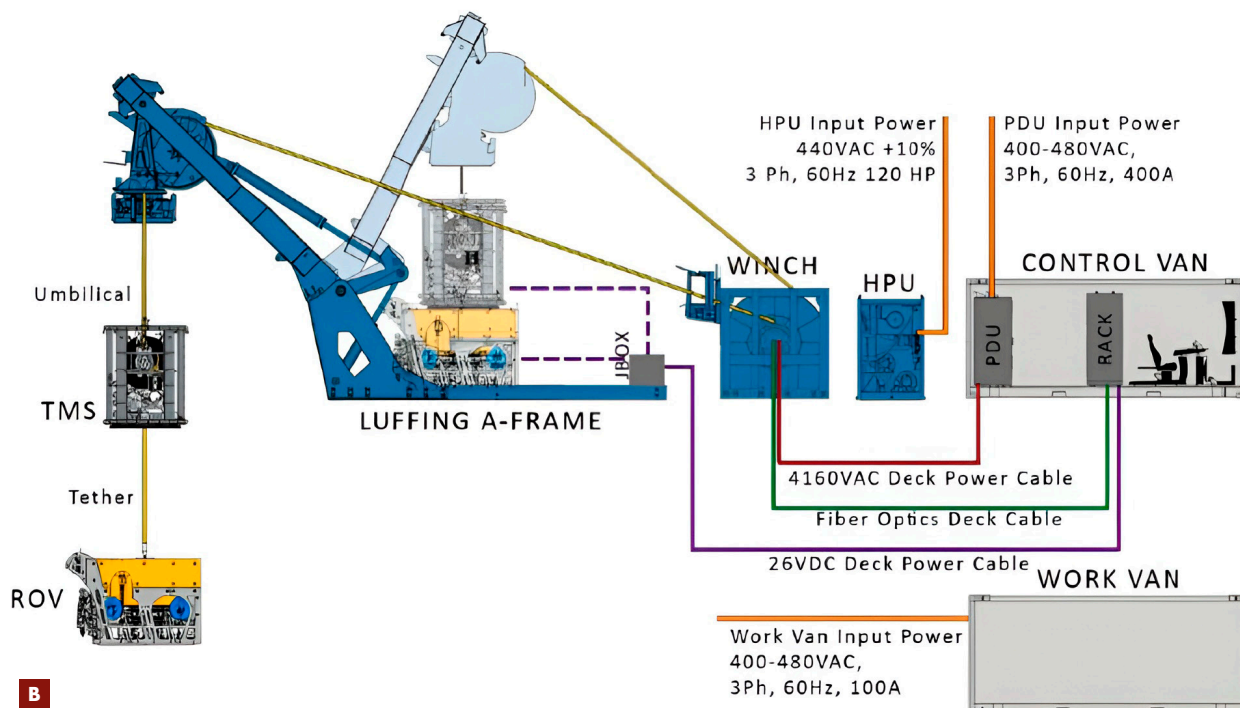 HPU Input Power
440VAC +10%
3 Ph, 60Hz 120 HP
PDU Input Power
400-480VAC,
3Ph, 60Hz, 400A
WINCH
HPU
CONTROL VAN
Umbilical
PDU
RACK
JBOX
TMS
LUFFING A-FRAME
4160VAC Deck Power Cable
Tether
Fiber Optics Deck Cable
26VDC Deck Power Cable
WORK VAN
ROV
Work Van Input Power
400-480VAC,
3Ph, 60Hz, 100A
B